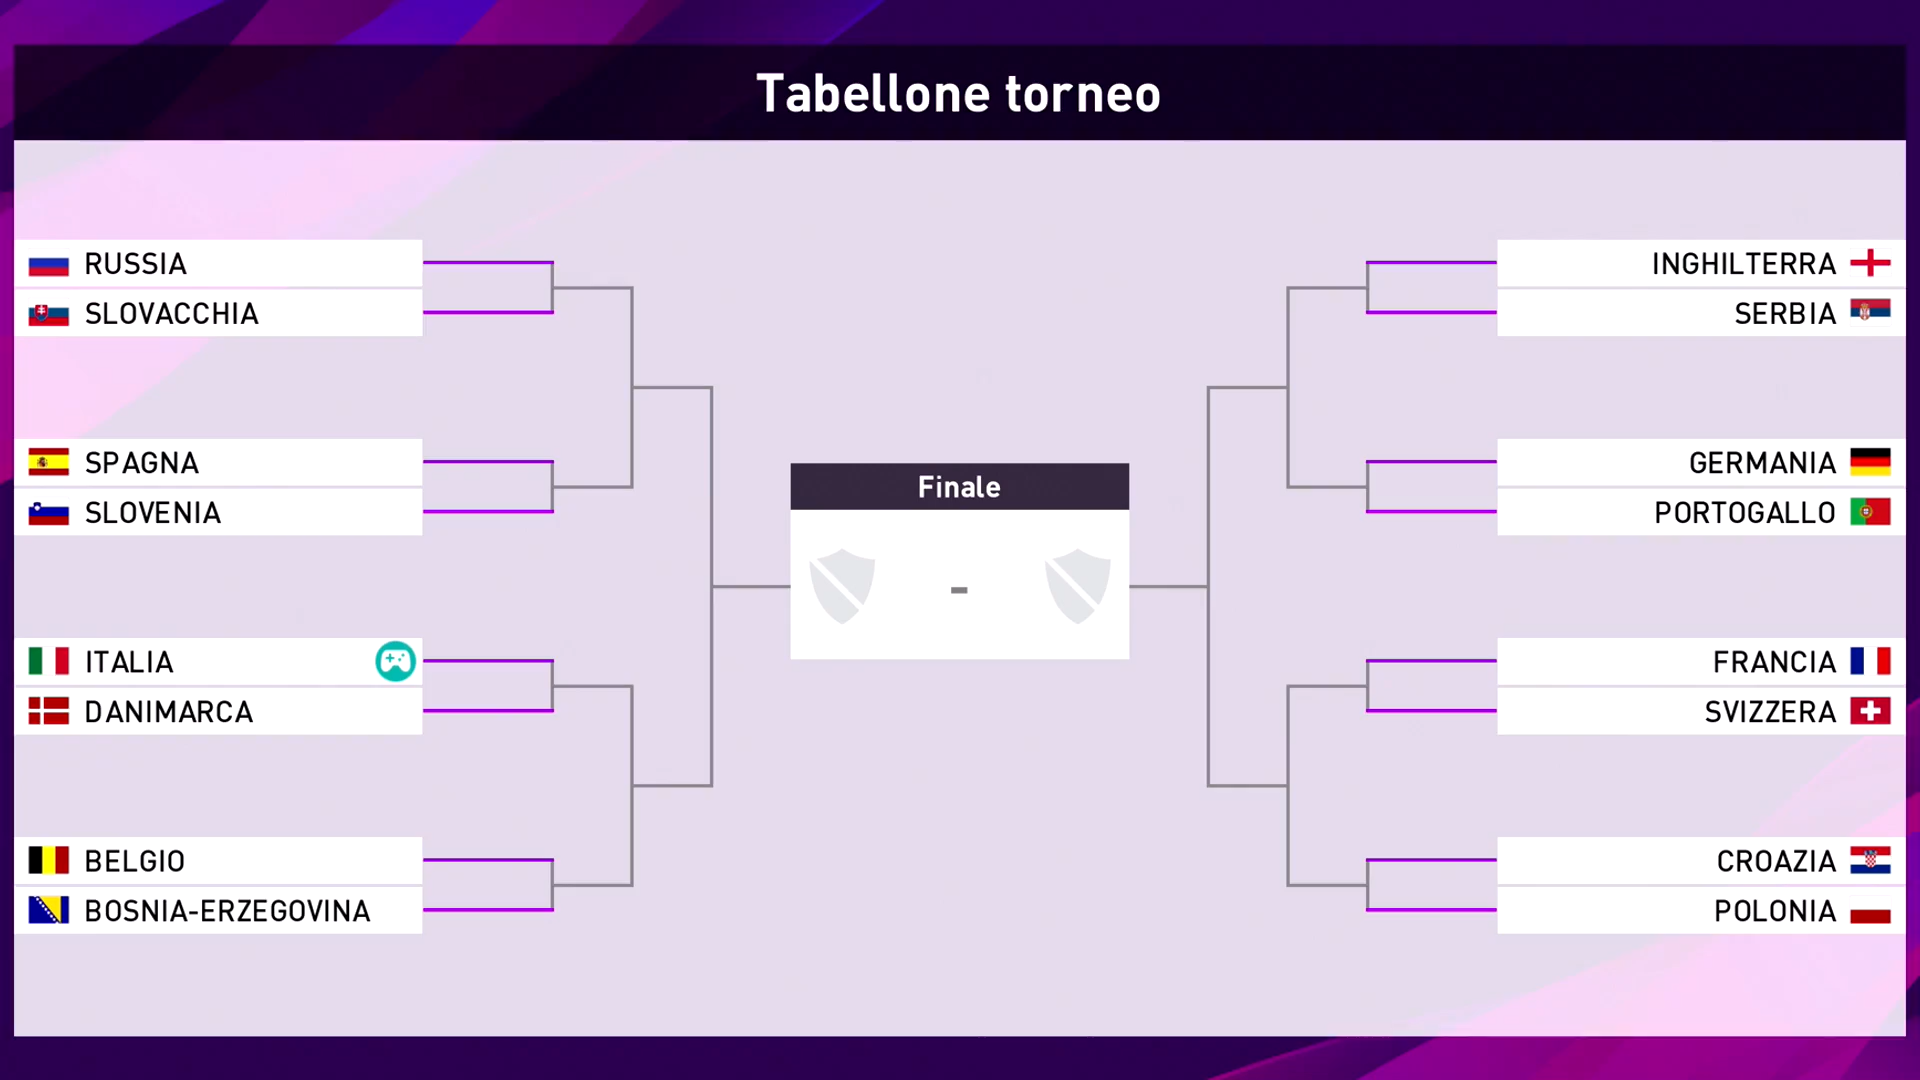 Tabellone torneo
RUSSIA
SLOVACCHIA
SPAGNA
SLOVENIA
ITALIA
DANIMARCA
BELGIO
BOSNIA-ERZEGOVINA
Finale
-
INGHILTERRA
SERBIA
GERMANIA
PORTOGALLO
FRANCIA
SVIZZERA
CROAZIA
POLONIA